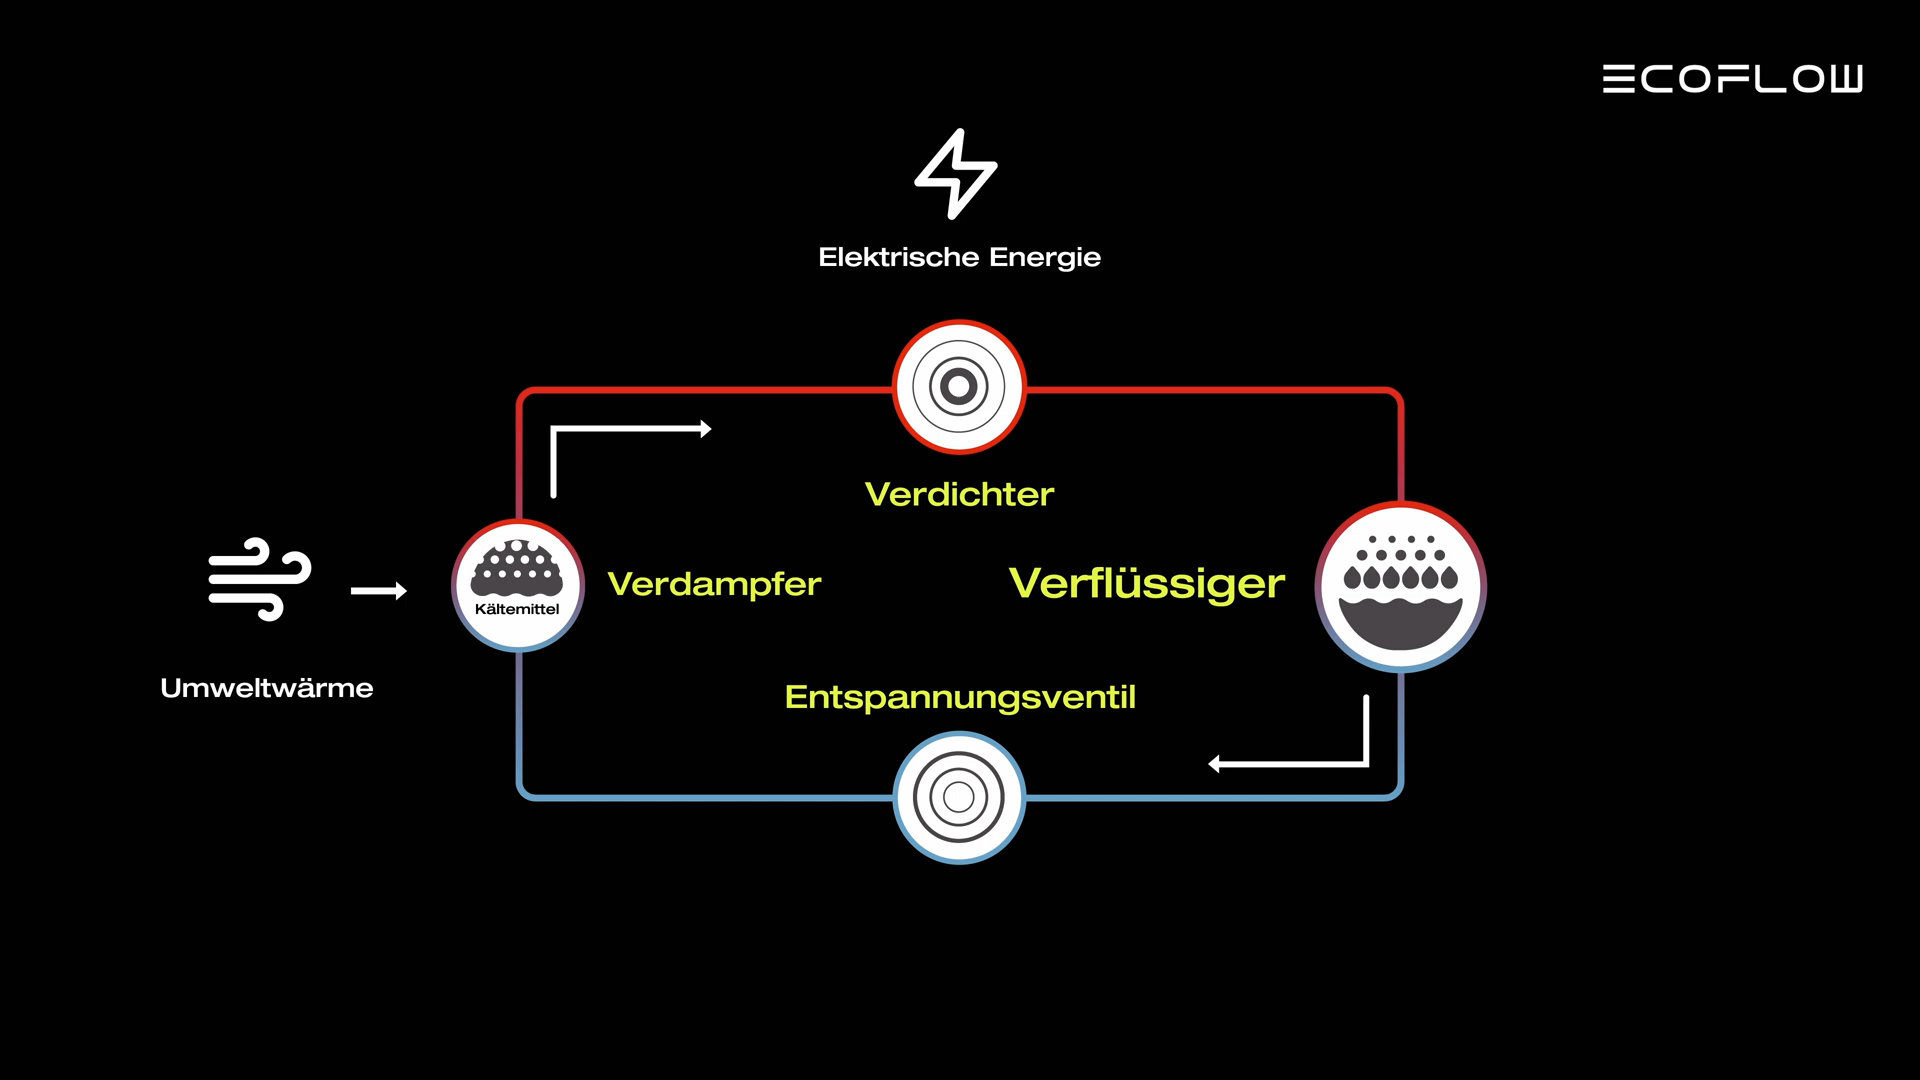 ECOFLOW
Elektrische Energie
Verdichter
Verdampfer
Verflüssiger
Kältemittel
Umweltwärme
Entspannungsventil